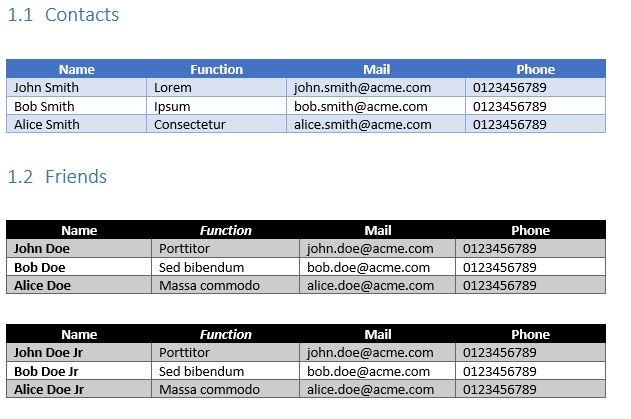 1.1 Contacts
Name Function Mail Phone
John Smith Lorem john.smith@acme.com 0123456789
Bob Smith Ipsum bob.smith@acme.com 0123456789
Alice Smith Consectetur alice.smith@acme.com 0123456789
1.2 Friends
Name Function Mail Phone
John Doe Porttitor john.doe@acme.com 0123456789
Bob Doe Sed bibendum bob.doe@acme.com 0123456789
Alice Doe Massa commodo alice.doe@acme.com 0123456789
Name Function Mail Phone
John Doe Jr Porttitor john.doe@acme.com 0123456789
Bob Doe Jr Sed bibendum bob.doe@acme.com 0123456789
Alice Doe Jr Massa commodo alice.doe@acme.com 0123456789